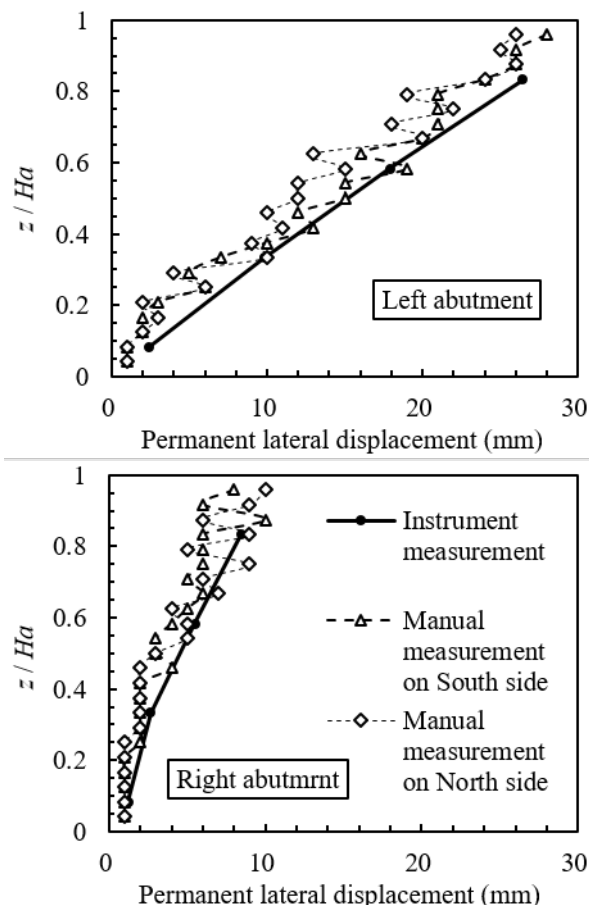 1
0.8
0.6
0.4
0.2
0
z / Ha
Left abutment
0 10 20 30
Permanent lateral displacement (mm)
1
0.8
0.6
0.4
0.2
0
z / Ha
Instrument
measurement
Manual
measurement
on South side
Manual
measurement
on North side
Right abutmrnt
0 10 20 30
Permanent lateral displacement (mm)